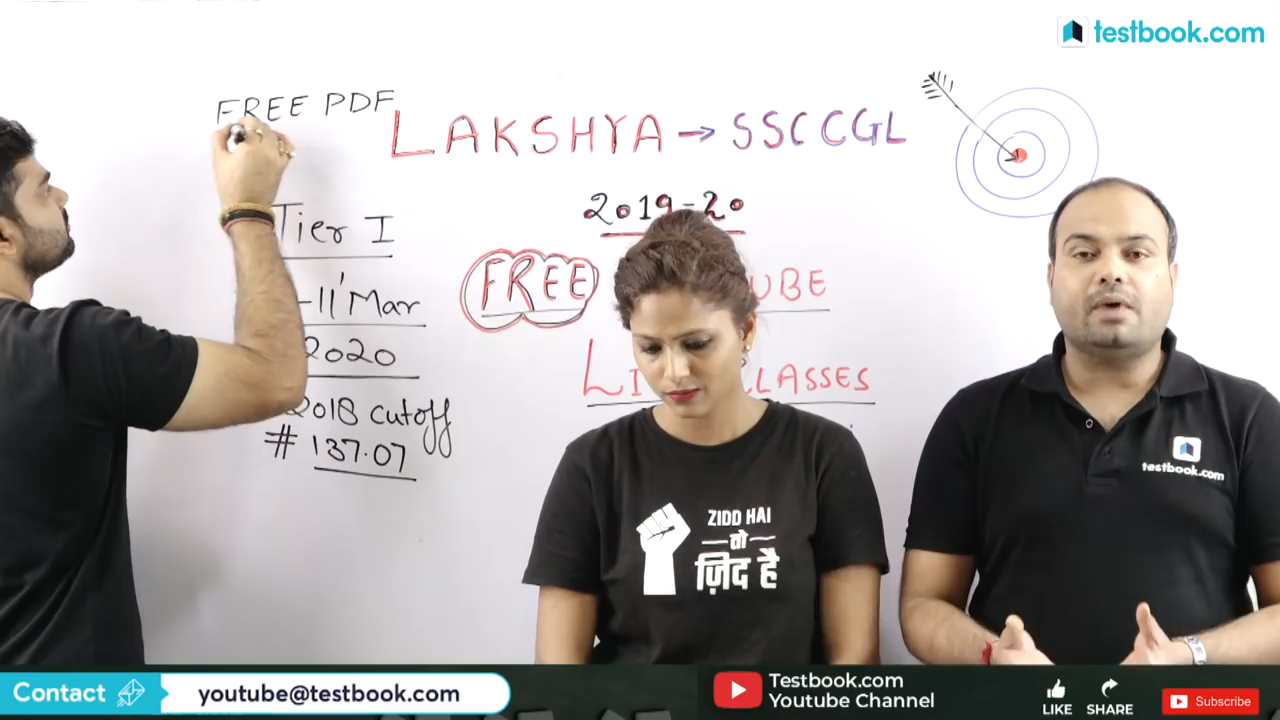 testbook.com
FREE PDF
LAKSHYA → SSC CGL
2019-20
Tier I
-11' Mar
2020
2018 cutoff
# 137.07
FREE UBE
LI CLASSES
ZIDD HAI
तो
ज़िद है
testbook.com
Contact youtube@testbook.com
Testbook.com
Youtube Channel
LIKE SHARE Subscribe